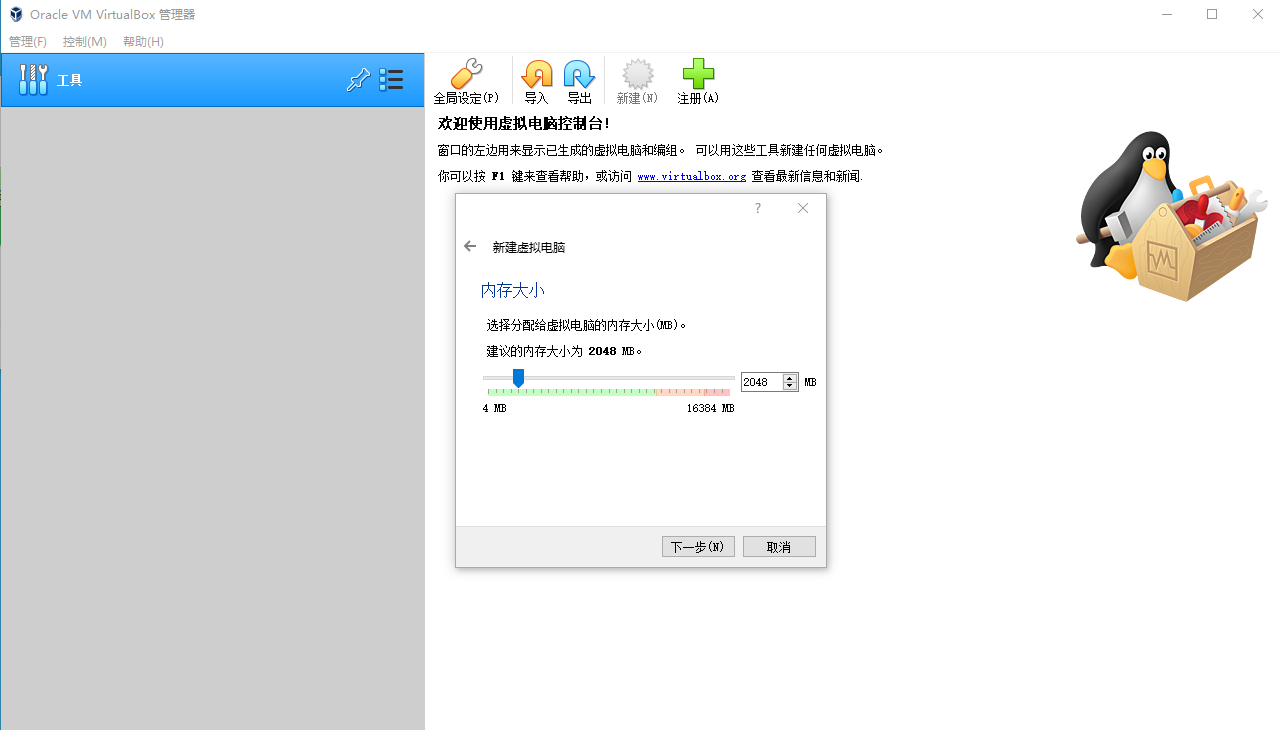 Oracle VM VirtualBox 管理器
管理(F) 控制(M) 帮助(H)
工具
全局设定(P) 导入 导出 新建(N) 注册(A)
欢迎使用虚拟电脑控制台!
窗口的左边用来显示已生成的虚拟电脑和编组。 可以用这些工具新建任何虚拟电脑。
你可以按 F1 键来查看帮助，或访问 www.virtualbox.org 查看最新信息和新闻.
?
新建虚拟电脑
内存大小
选择分配给虚拟电脑的内存大小(MB)。
建议的内存大小为 2048 MB。
2048 MB
4 MB 16384 MB
下一步(N) 取消